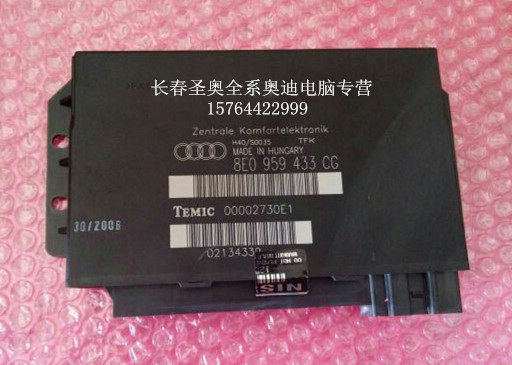 长春圣奥全系奥迪电脑专营
15764422999
Zentrale Komfortelektronik
H40/S0035 TFK
MADE IN HUNGARY
8E0 959 433 CG
TEMIC 00002730E1
30/2006
NIS